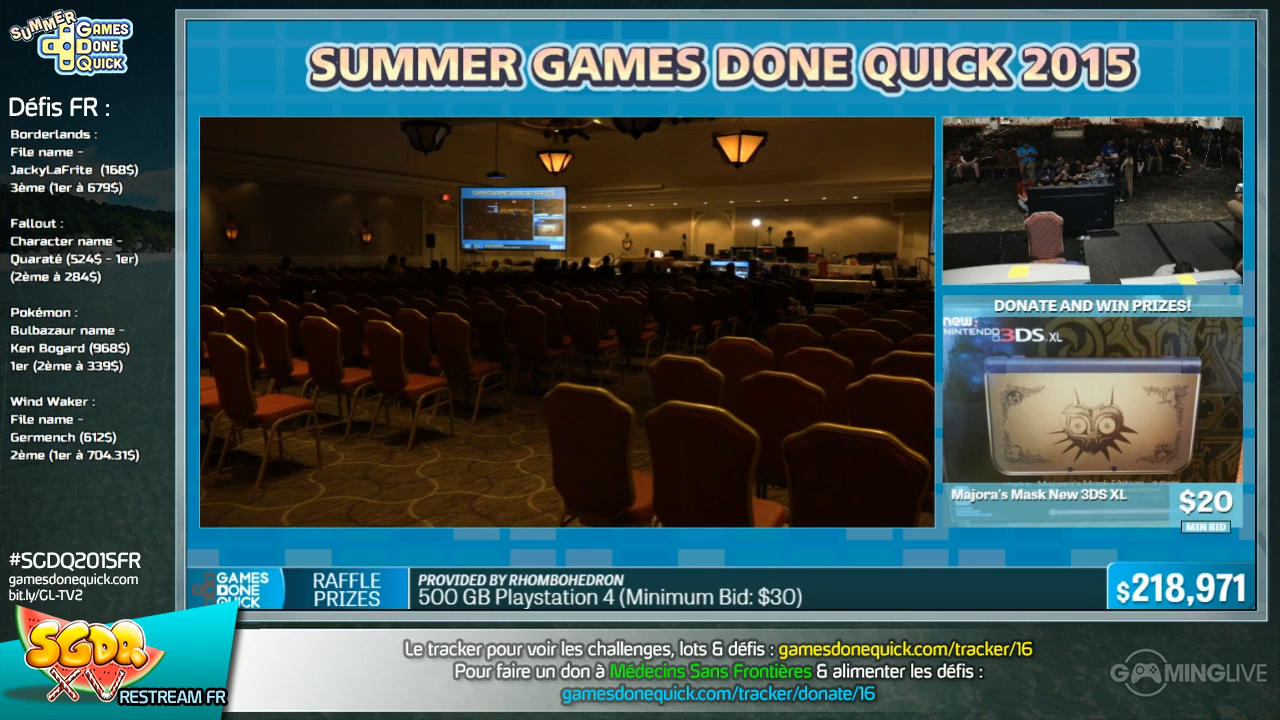 SUMMER
GAMES
DONE
QUICK
Défis FR :
Borderlands :
File name -
JackyLaFrite (168$)
3ème (1er à 679$)
Fallout :
Character name -
Quaraté (524$ - 1er)
(2ème à 284$)
Pokémon :
Bulbazaur name -
Ken Bogard (968$)
1er (2ème à 339$)
Wind Waker :
File name -
Germench (612$)
2ème (1er à 704.31$)
#SGDQ2015FR
gamesdonequick.com
bit.ly/GL-TV2
SGDQ
XV
RESTREAM FR
SUMMER GAMES DONE QUICK 2015
DONATE AND WIN PRIZES!
new
NINTENDO 3DS XL
Majora's Mask New 3DS XL
$20
MIN BID
GAMES
DONE
QUICK
RAFFLE
PRIZES
PROVIDED BY RHOMBOHEDRON
500 GB Playstation 4 (Minimum Bid: $30)
$218,971
Le tracker pour voir les challenges, lots & défis : gamesdonequick.com/tracker/16
Pour faire un don à Médecins Sans Frontières & alimenter les défis :
gamesdonequick.com/tracker/donate/16
GAMINGLIVE